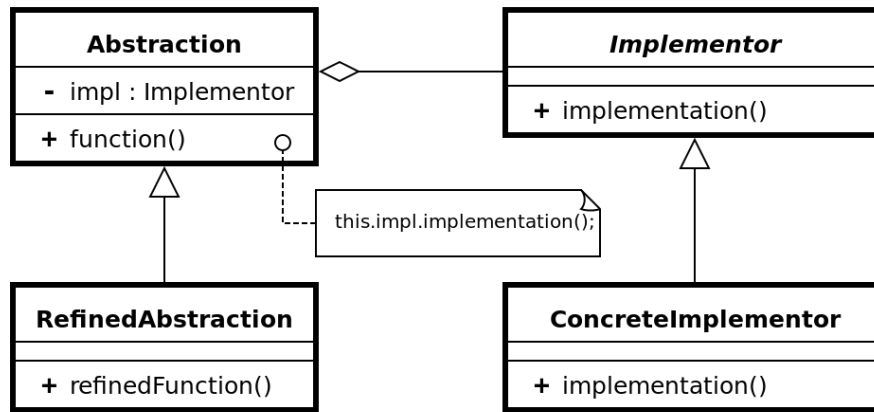 Abstraction
- impl : Implementor
+ function()
Implementor
+ implementation()
this.impl.implementation();
RefinedAbstraction
+ refinedFunction()
ConcreteImplementor
+ implementation()